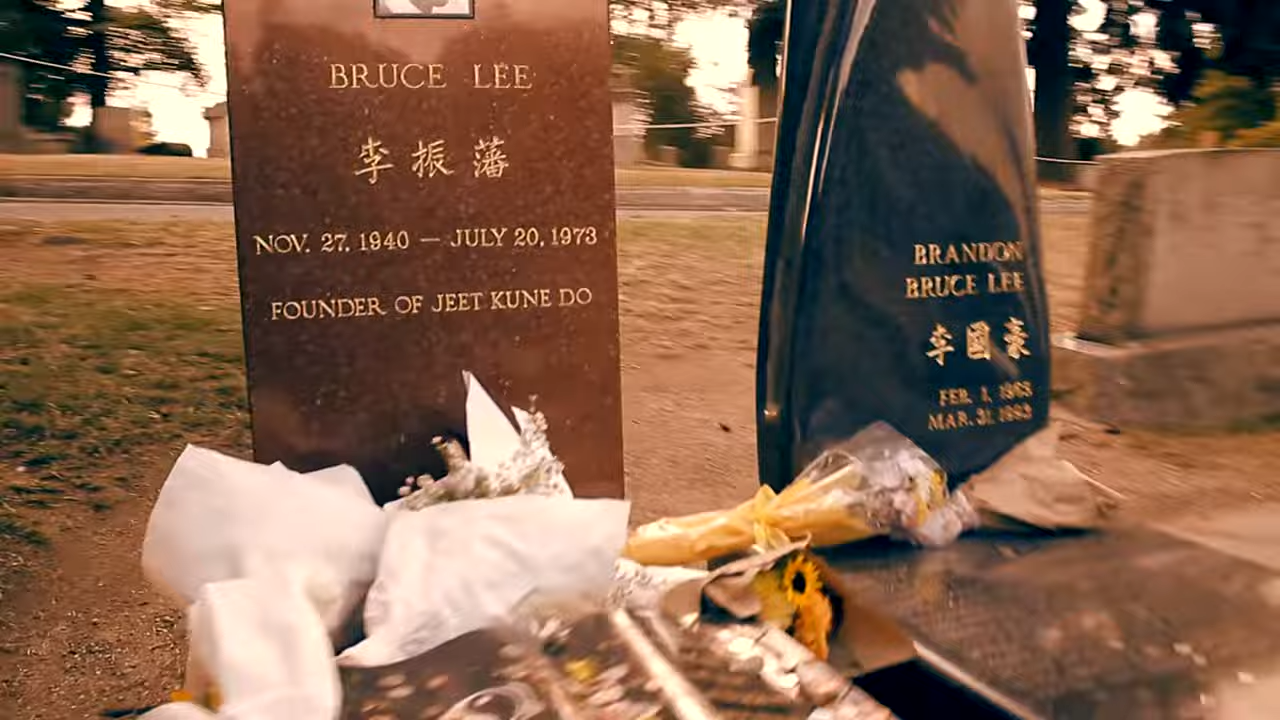 BRUCE LEE
李振藩
NOV. 27, 1940 — JULY 20, 1973
FOUNDER OF JEET KUNE DO
BRANDON
BRUCE LEE
李國豪
FEB. 1, 1965
MAR. 31, 1993